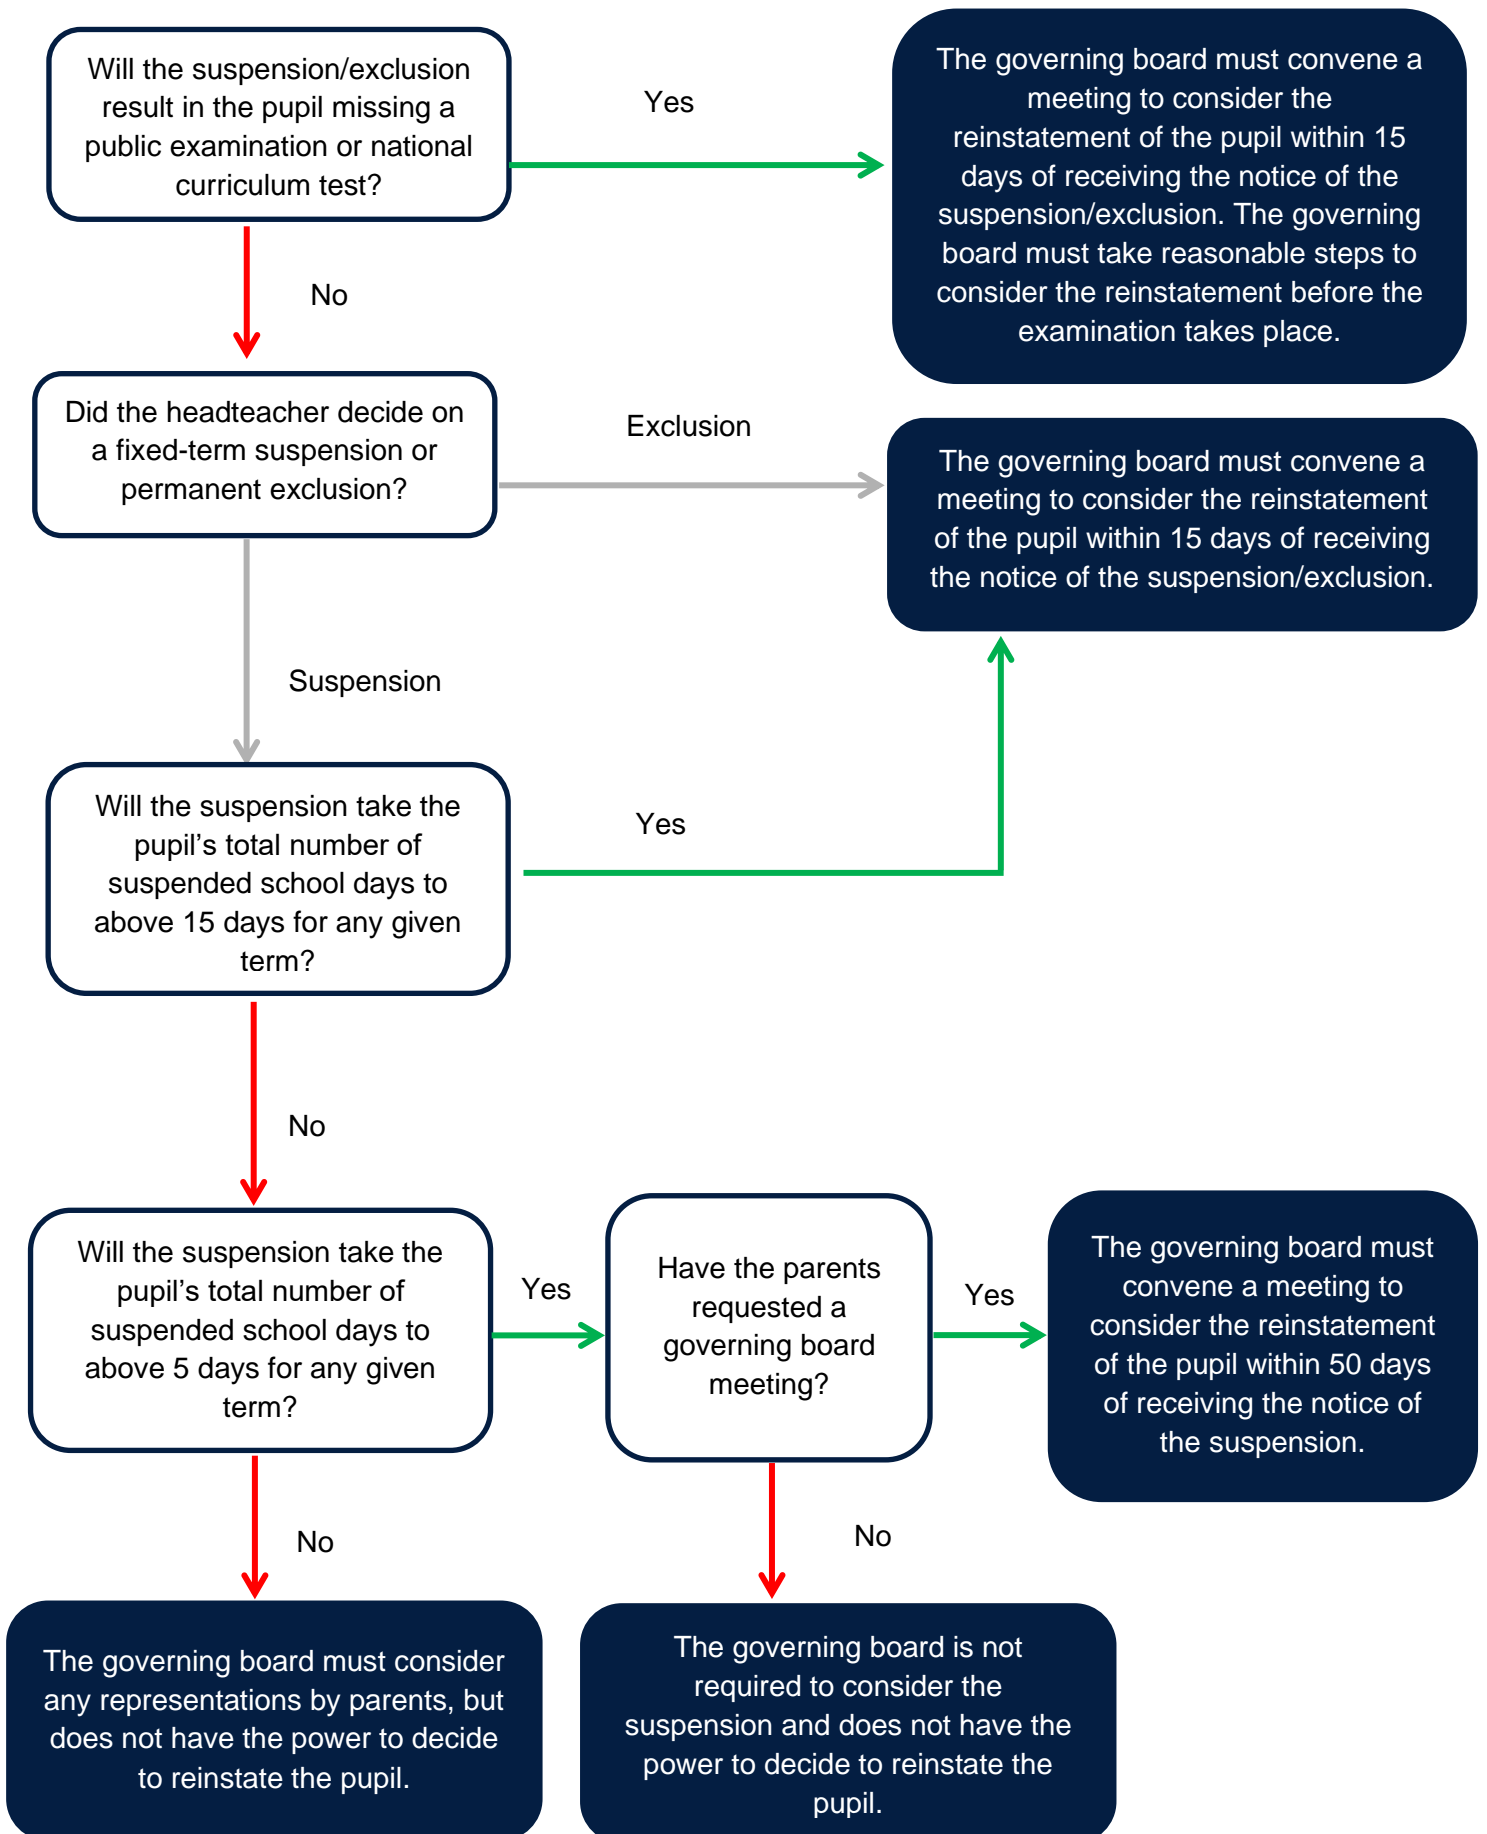 Will the suspension/exclusion
result in the pupil missing a
public examination or national
curriculum test?
Yes
The governing board must convene a
meeting to consider the
reinstatement of the pupil within 15
days of receiving the notice of the
suspension/exclusion. The governing
board must take reasonable steps to
consider the reinstatement before the
examination takes place.
No
Did the headteacher decide on
a fixed-term suspension or
permanent exclusion?
Exclusion
The governing board must convene a
meeting to consider the reinstatement
of the pupil within 15 days of receiving
the notice of the suspension/exclusion.
Suspension
Will the suspension take the
pupil’s total number of
suspended school days to
above 15 days for any given
term?
Yes
No
Will the suspension take the
pupil’s total number of
suspended school days to
above 5 days for any given
term?
Yes
Have the parents
requested a
governing board
meeting?
Yes
The governing board must
convene a meeting to
consider the reinstatement
of the pupil within 50 days
of receiving the notice of
the suspension.
No
No
The governing board must consider
any representations by parents, but
does not have the power to decide
to reinstate the pupil.
The governing board is not
required to consider the
suspension and does not have the
power to decide to reinstate the
pupil.